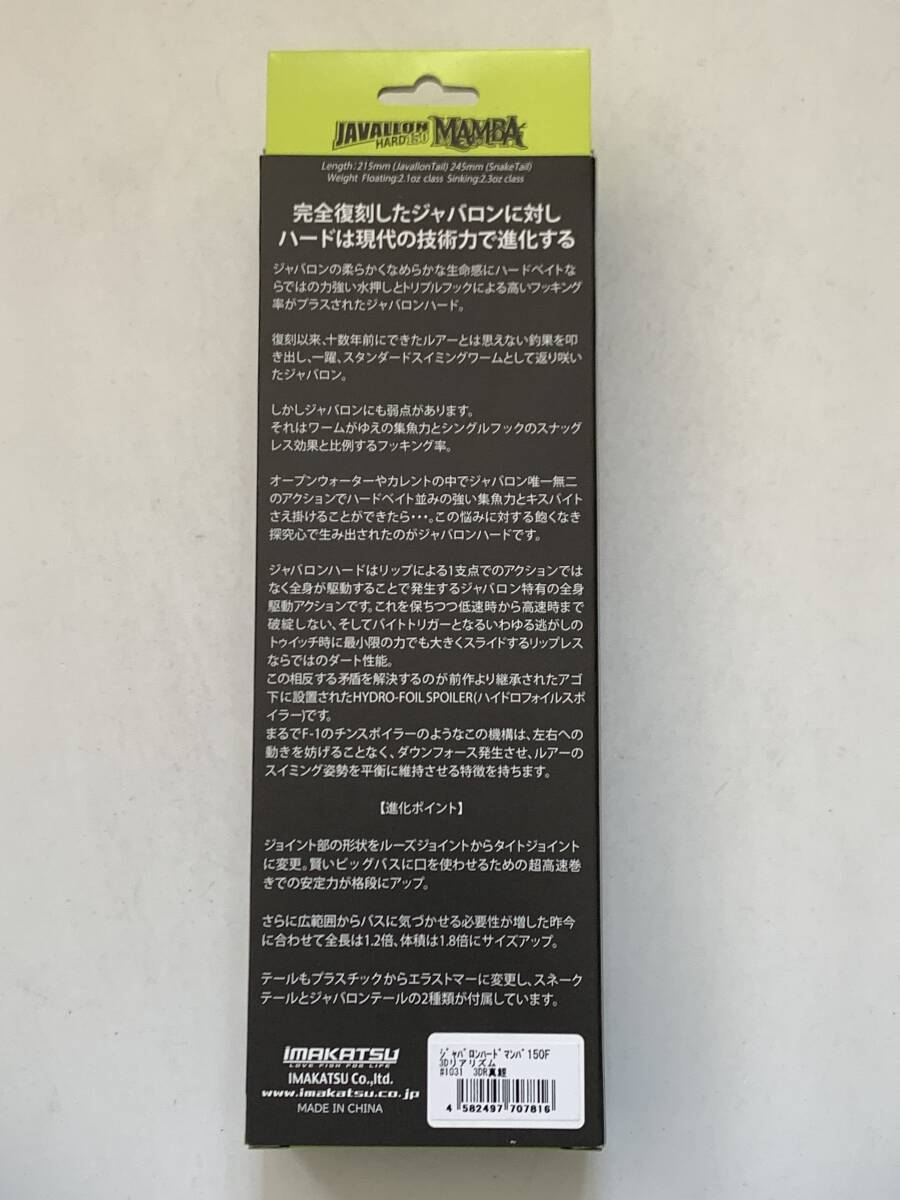 JAVALLON
HARD 150
MAMBA
Length:215mm (JavallonTail) 245mm (SnakeTail)
Weight Floating:2.1oz class Sinking:2.3oz class
完全復刻したジャバロンに対し
ハードは現代の技術力で進化する
ジャバロンの柔らかくなめらかな生命感にハードベイトな
らではの力強い水押しとトリプルフックによる高いフッキング
率がプラスされたジャバロンハード。
復刻以来、十数年前にできたルアーとは思えない釣果を叩
き出し、一躍、スタンダードスイミングワームとして返り咲い
たジャバロン。
しかしジャバロンにも弱点があります。
それはワームがゆえの集魚力とシングルフックのスナッグ
レス効果と比例するフッキング率。
オープンウォーターやカレントの中でジャバロン唯一無二
のアクションでハードベイト並みの強い集魚力とキスバイト
さえ掛けることができたら・・・。この悩みに対する飽くなき
探究心で生み出されたのがジャバロンハードです。
ジャバロンハードはリップによる1支点でのアクションでは
なく全身が駆動することで発生するジャバロン特有の全身
駆動アクションです。これを保ちつつ低速時から高速時まで
破綻しない、そしてバイトトリガーとなるいわゆる逃がしの
トゥイッチ時に最小限の力でも大きくスライドするリップレス
ならではのダート性能。
この相反する矛盾を解決するのが前作より継承されたアゴ
下に設置されたHYDRO-FOIL SPOILER(ハイドロフォイルスポ
イラー)です。
まるでF-1のチンスポイラーのようなこの機構は、左右への
動きを妨げることなく、ダウンフォース発生させ、ルアーの
スイミング姿勢を平衡に維持させる特徴を持ちます。
【進化ポイント】
ジョイント部の形状をルーズジョイントからタイトジョイント
に変更。賢いビッグバスに口を使わせるための超高速巻
きでの安定力が格段にアップ。
さらに広範囲からバスに気づかせる必要性が増した昨今
に合わせて全長は1.2倍、体積は1.8倍にサイズアップ。
テールもプラスチックからエラストマーに変更し、スネーク
テールとジャバロンテールの2種類が付属しています。
IMAKATSU
LOVE FISH FOR LIFE
IMAKATSU Co.,ltd.
www.imakatsu.co.jp
MADE IN CHINA
ｼﾞｬﾊﾞﾛﾝﾊｰﾄﾞﾏﾝﾊﾞ150F
3Dリアリズム
#1031 3DR真鯉
4 582497 707816